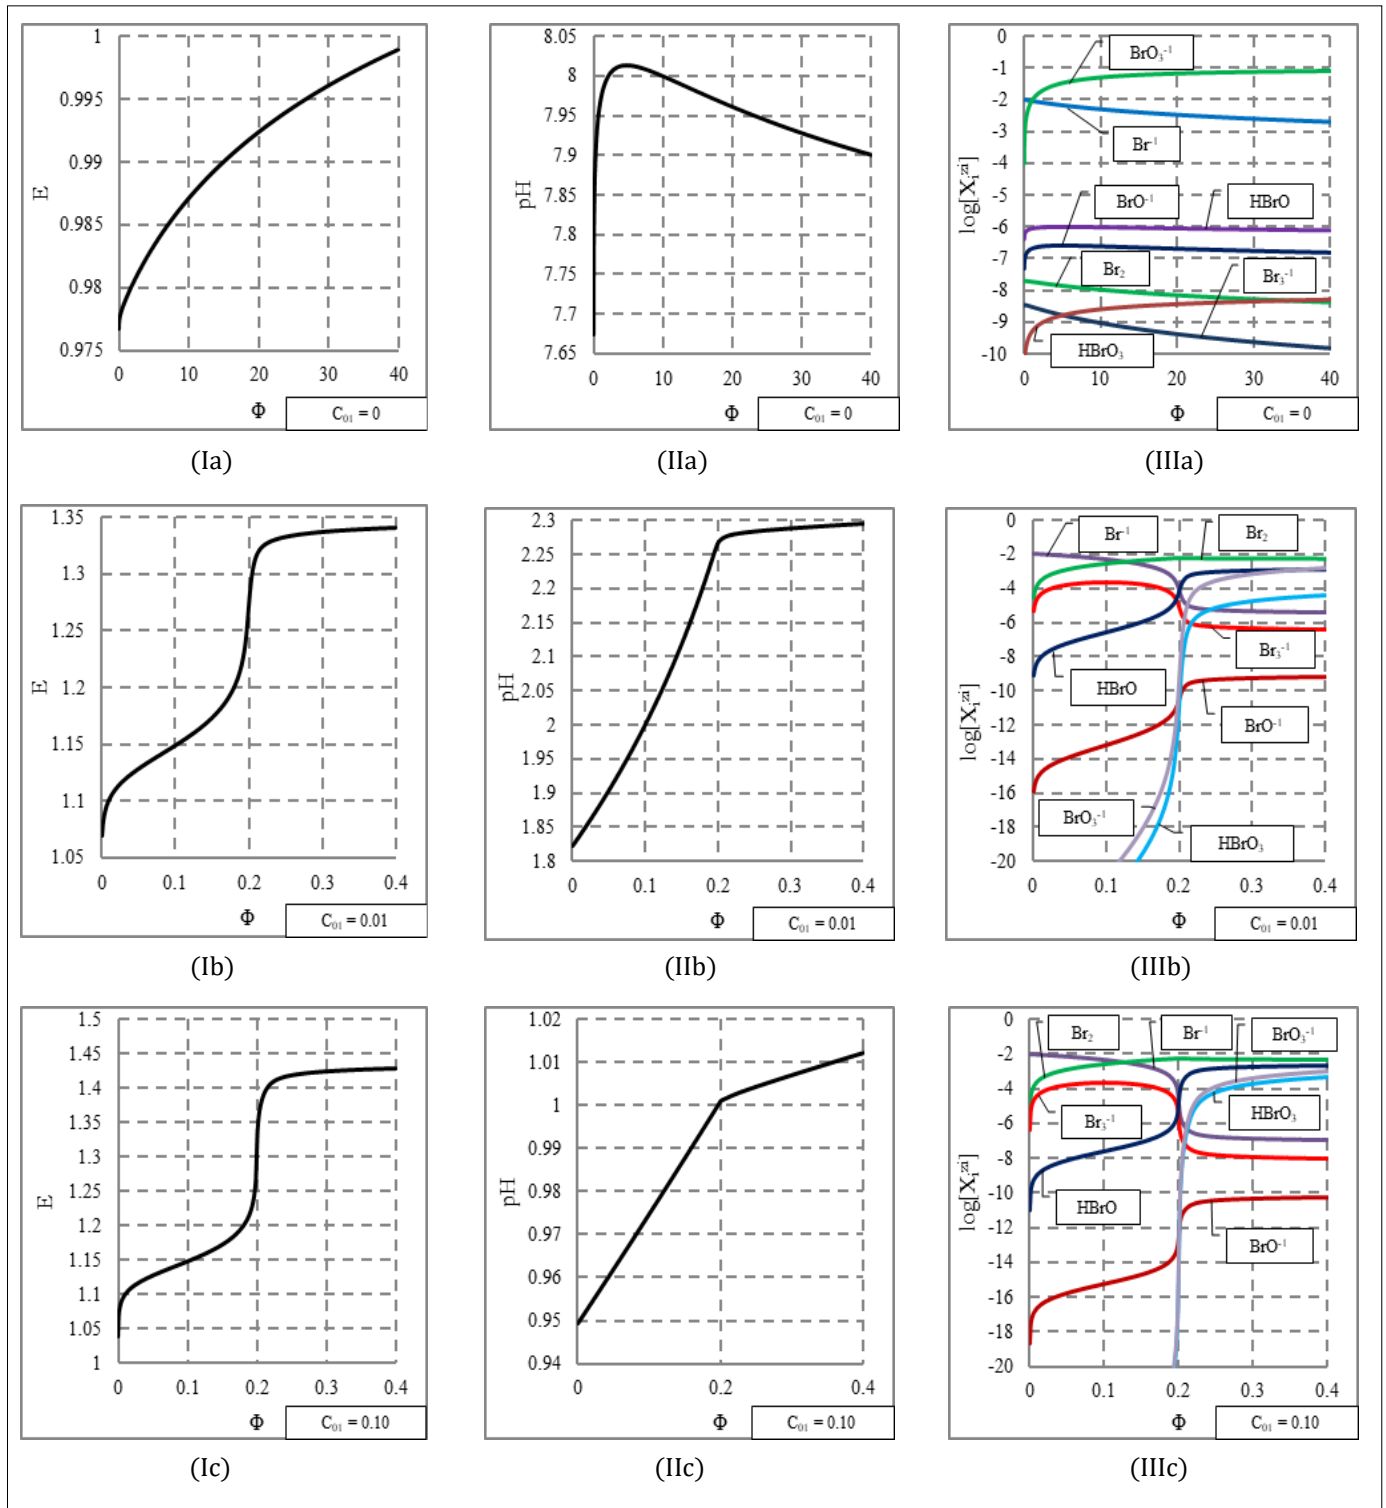 1
0.995
0.99
0.985
0.98
0.975
E
0 10 20 30 40
Φ
C₀₁ = 0
(Ia)
8.05
8
7.95
7.9
7.85
7.8
7.75
7.7
7.65
pH
0 10 20 30 40
Φ
C₀₁ = 0
(IIa)
0
-1
-2
-3
-4
-5
-6
-7
-8
-9
-10
log[Xᵢᶻⁱ]
BrO₃⁻¹
Br⁻¹
BrO⁻¹
HBrO
Br₂
Br₃⁻¹
HBrO₃
0 10 20 30 40
Φ
C₀₁ = 0
(IIIa)
1.35
1.3
1.25
1.2
1.15
1.1
1.05
E
0 0.1 0.2 0.3 0.4
Φ
C₀₁ = 0.01
(Ib)
2.3
2.25
2.2
2.15
2.1
2.05
2
1.95
1.9
1.85
1.8
pH
0 0.1 0.2 0.3 0.4
Φ
C₀₁ = 0.01
(IIb)
0
-2
-4
-6
-8
-10
-12
-14
-16
-18
-20
log[Xᵢᶻⁱ]
Br⁻¹
Br₂
Br₃⁻¹
HBrO
BrO⁻¹
BrO₃⁻¹
HBrO₃
0 0.1 0.2 0.3 0.4
Φ
C₀₁ = 0.01
(IIIb)
1.5
1.45
1.4
1.35
1.3
1.25
1.2
1.15
1.1
1.05
1
E
0 0.1 0.2 0.3 0.4
Φ
C₀₁ = 0.10
(Ic)
1.02
1.01
1
0.99
0.98
0.97
0.96
0.95
0.94
pH
0 0.2 0.4
Φ
C₀₁ = 0.10
(IIc)
0
-2
-4
-6
-8
-10
-12
-14
-16
-18
-20
log[Xᵢᶻⁱ]
Br₂
Br⁻¹
BrO₃⁻¹
Br₃⁻¹
HBrO₃
HBrO
BrO⁻¹
0 0.1 0.2 0.3 0.4
Φ
C₀₁ = 0.10
(IIIc)